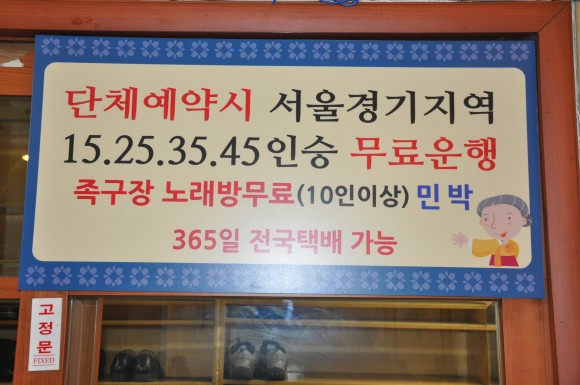 단체예약시 서울경기지역
15.25.35.45인승 무료운행
족구장 노래방무료(10인이상) 민박
365일 전국택배 가능
고정문
FIXED